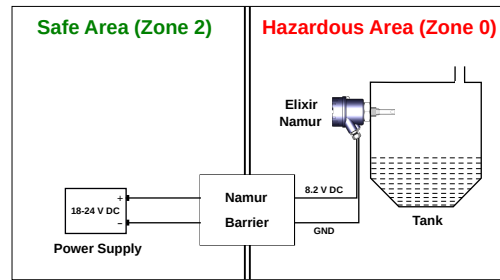 Safe Area (Zone 2)
Hazardous Area (Zone 0)
Elixir
Namur
8.2 V DC
Namur
Barrier
GND
+
18-24 V DC
–
Power Supply
Tank